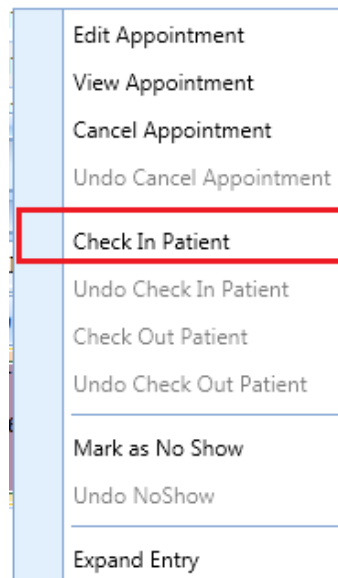 Edit Appointment
View Appointment
Cancel Appointment
Undo Cancel Appointment
Check In Patient
Undo Check In Patient
Check Out Patient
Undo Check Out Patient
Mark as No Show
Undo NoShow
Expand Entry